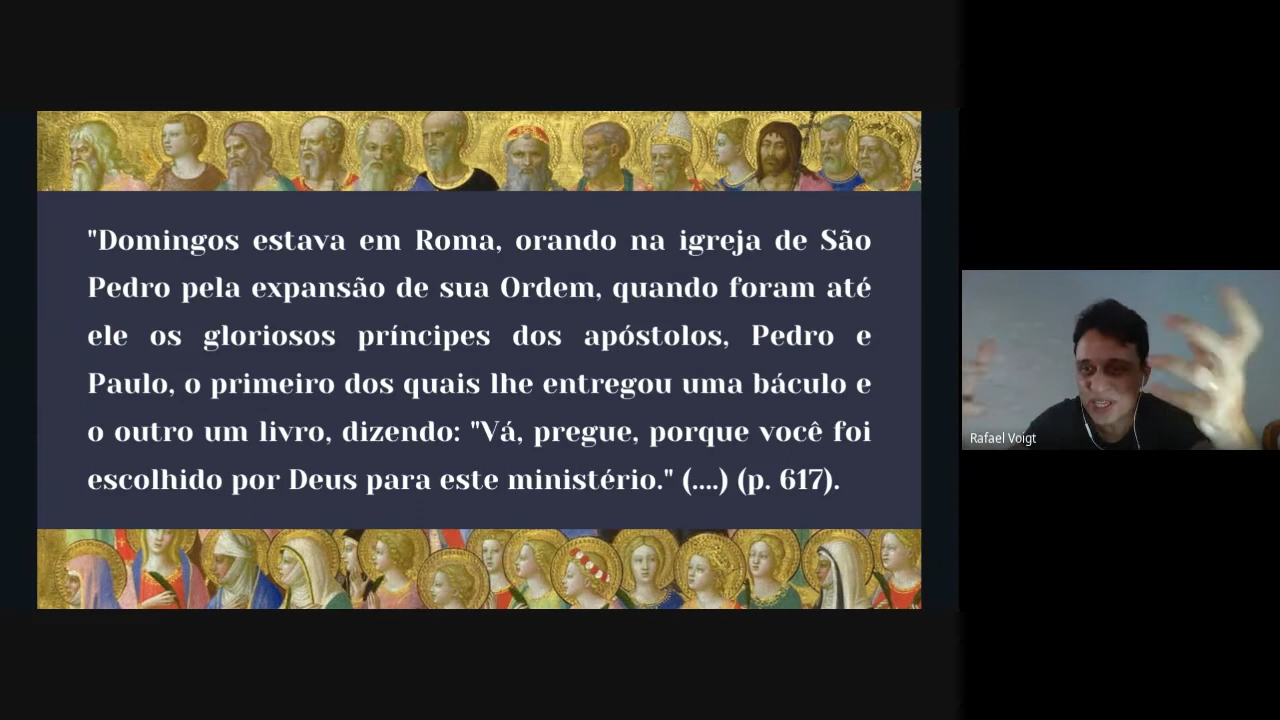 "Domingos estava em Roma, orando na igreja de São
Pedro pela expansão de sua Ordem, quando foram até
ele os gloriosos príncipes dos apóstolos, Pedro e
Paulo, o primeiro dos quais lhe entregou uma báculo e
o outro um livro, dizendo: "Vá, pregue, porque você foi
escolhido por Deus para este ministério." (....) (p. 617).
Rafael Voigt